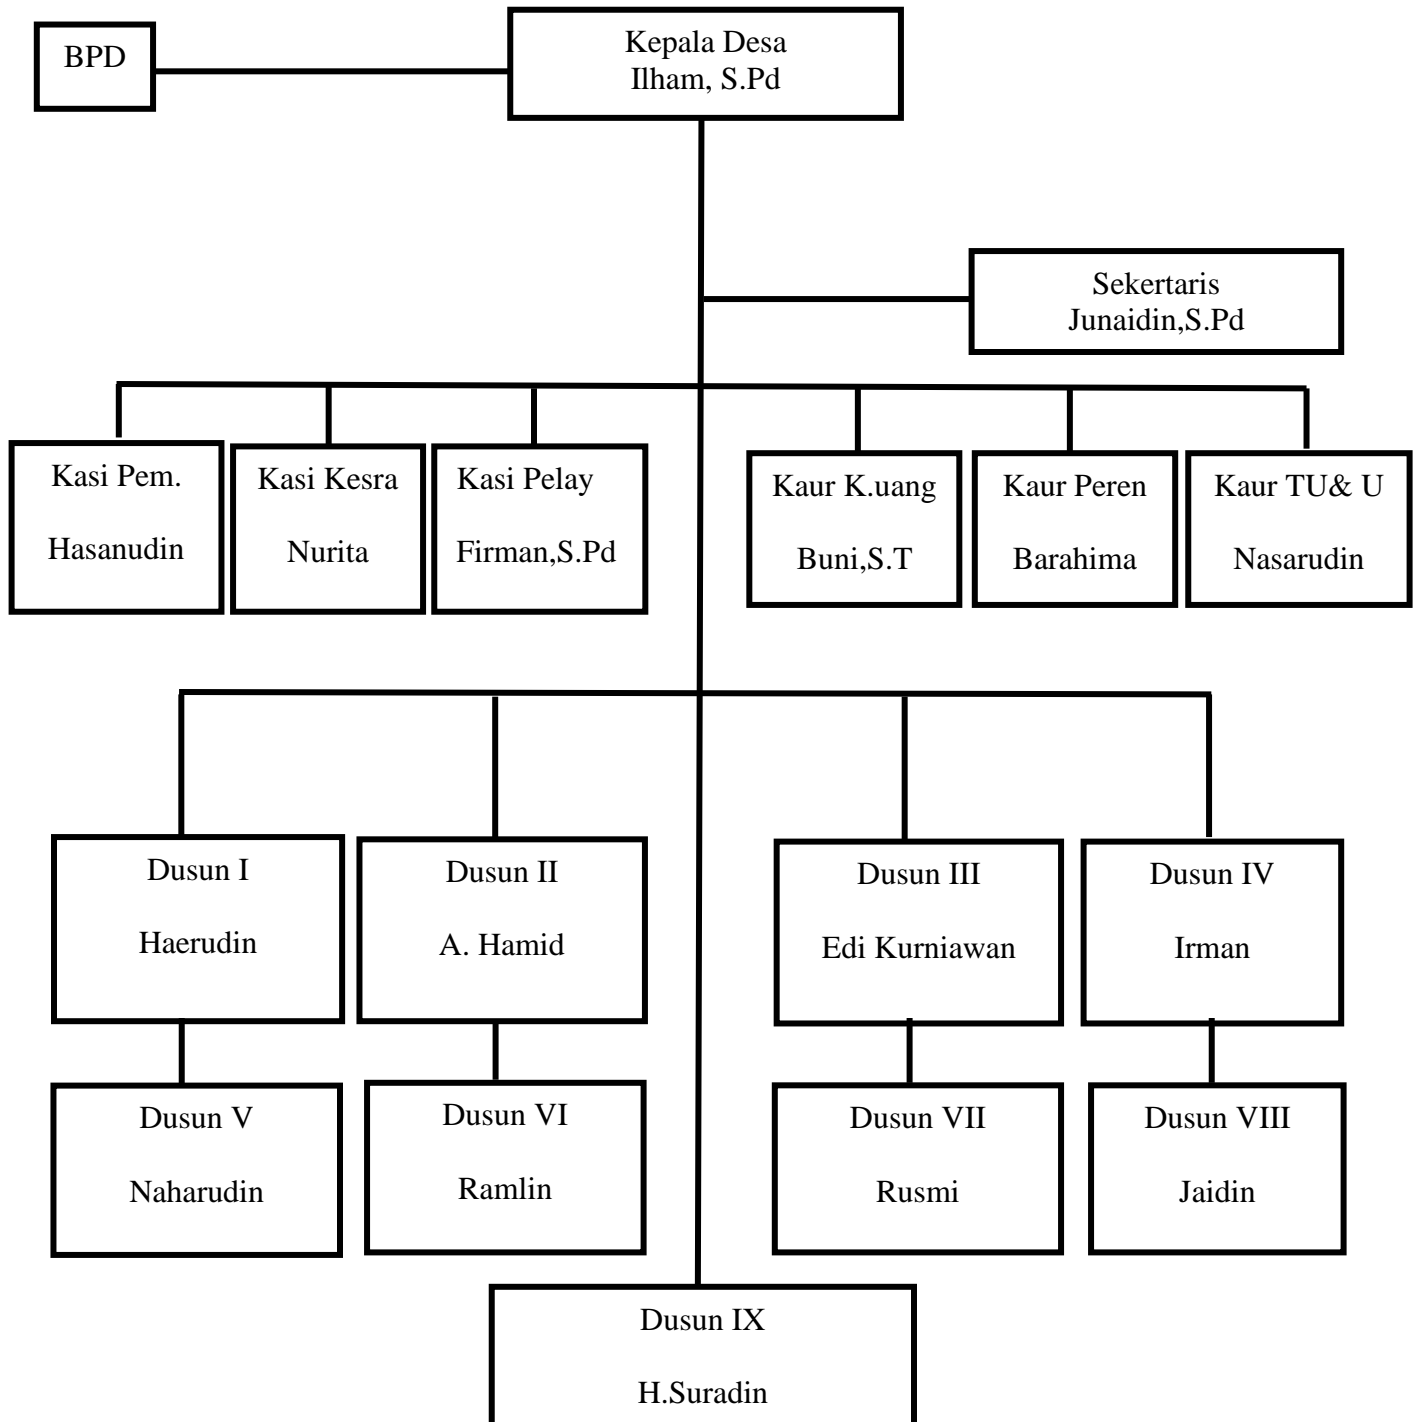 BPD
Kepala Desa
Ilham, S.Pd
Sekertaris
Junaidin,S.Pd
Kasi Pem.
Hasanudin
Kasi Kesra
Nurita
Kasi Pelay
Firman,S.Pd
Kaur K.uang
Buni,S.T
Kaur Peren
Barahima
Kaur TU& U
Nasarudin
Dusun I
Haerudin
Dusun II
A. Hamid
Dusun III
Edi Kurniawan
Dusun IV
Irman
Dusun V
Naharudin
Dusun VI
Ramlin
Dusun VII
Rusmi
Dusun VIII
Jaidin
Dusun IX
H.Suradin